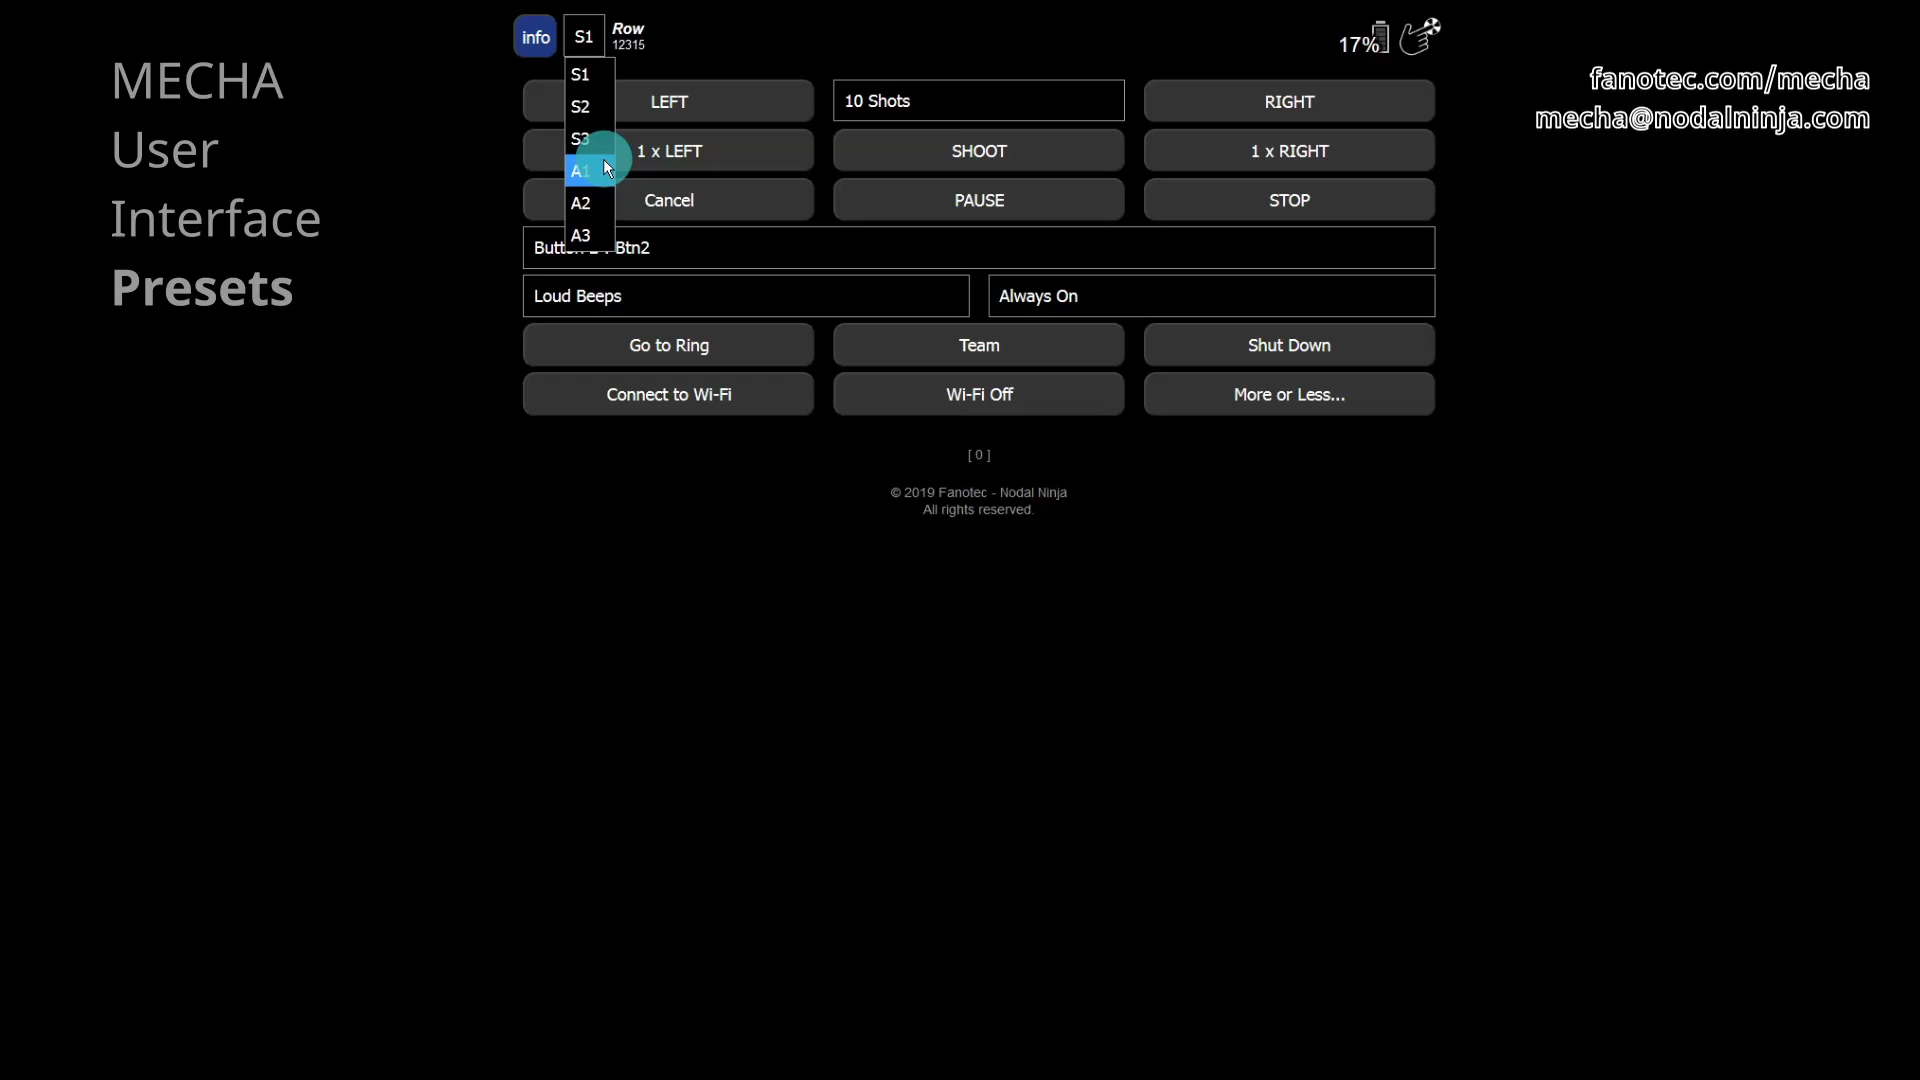 MECHA
User
Interface
Presets
info
S1
Row
12315
17%
fanotec.com/mecha
mecha@nodalninja.com
S1
S2
S3
A1
A2
A3
LEFT
10 Shots
RIGHT
1 x LEFT
SHOOT
1 x RIGHT
Cancel
PAUSE
STOP
Btn2
Loud Beeps
Always On
Go to Ring
Team
Shut Down
Connect to Wi-Fi
Wi-Fi Off
More or Less...
[ 0 ]
© 2019 Fanotec - Nodal Ninja
All rights reserved.